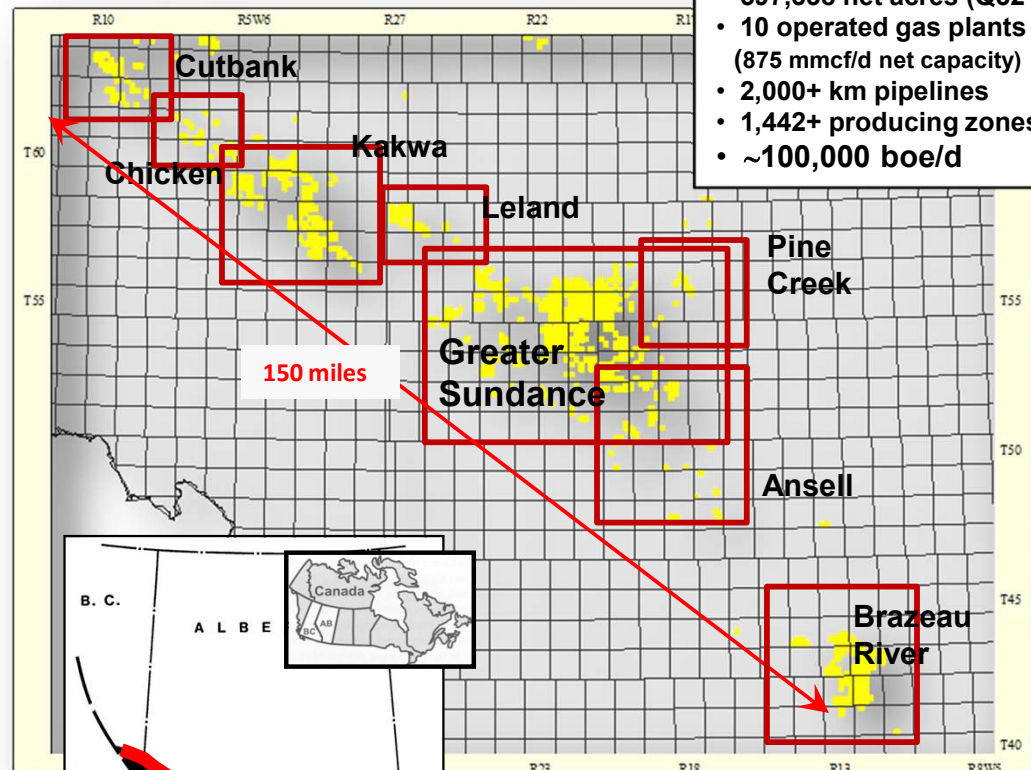 R10
R5W6
R27
R22
• 10 operated gas plants
(875 mmcf/d net capacity)
• 2,000+ km pipelines
• 1,442+ producing zones
• ~100,000 boe/d
Cutbank
T60
Kakwa
Chicken
Leland
Pine
Creek
T55
T55
Greater
Sundance
150 miles
T50
Ansell
T45
B. C.
A L B E
Canada
BC
AB
Brazeau
River
T40
R18
R13